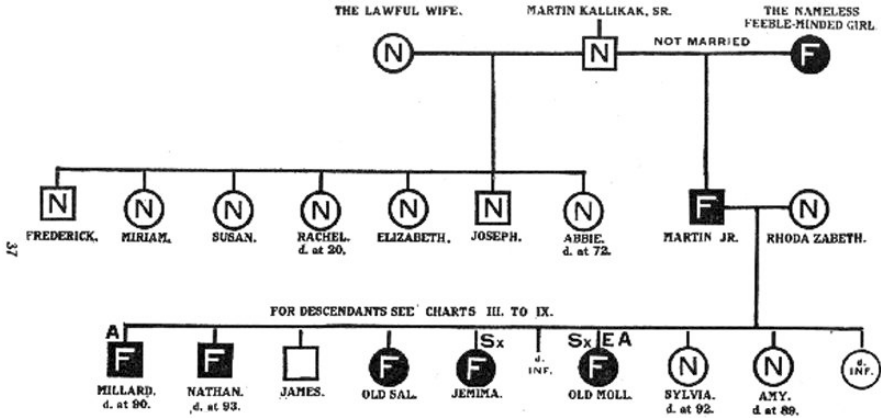 THE LAWFUL WIFE.
MARTIN KALLIKAK, SR.
THE NAMELESS
FEEBLE-MINDED GIRL
NOT MARRIED
N
N
F
N
N
N
N
N
N
N
F
N
FREDERICK.
MIRIAM.
SUSAN.
RACHEL.
d. at 20.
ELIZABETH.
JOSEPH.
ABBIE.
d. at 72.
MARTIN JR.
RHODA ZABETH.
37
FOR DESCENDANTS SEE CHARTS III. TO IX.
A
Sx
Sx
E A
F
F
F
F
d.
INF.
F
N
N
d.
INF.
MILLARD.
d. at 90.
NATHAN.
d. at 93.
JAMES.
OLD SAL.
JEMIMA.
OLD MOLL.
SYLVIA.
d. at 92.
AMY.
d. at 89.